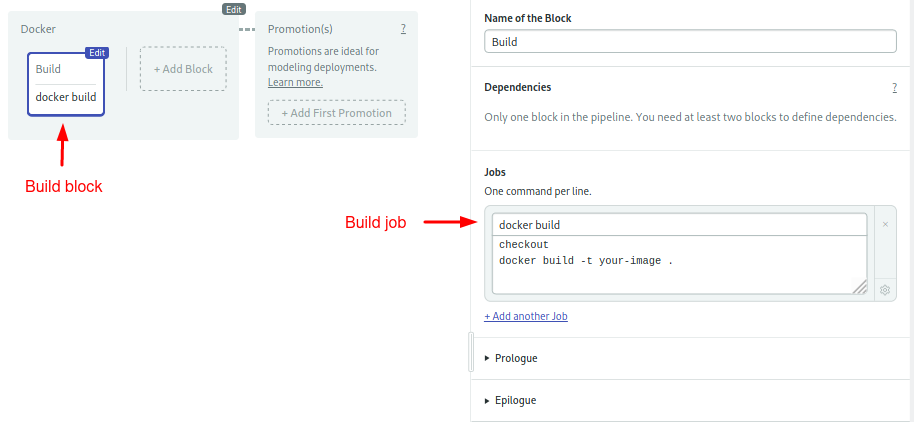 Edit
Docker
Edit
Build
docker build
+ Add Block
Build block
Promotion(s)
?
Promotions are ideal for
modeling deployments.
Learn more.
+ Add First Promotion
Name of the Block
Build
Dependencies
?
Only one block in the pipeline. You need at least two blocks to define dependencies.
Jobs
One command per line.
Build job
docker build
checkout
docker build -t your-image .
+ Add another Job
Prologue
Epilogue